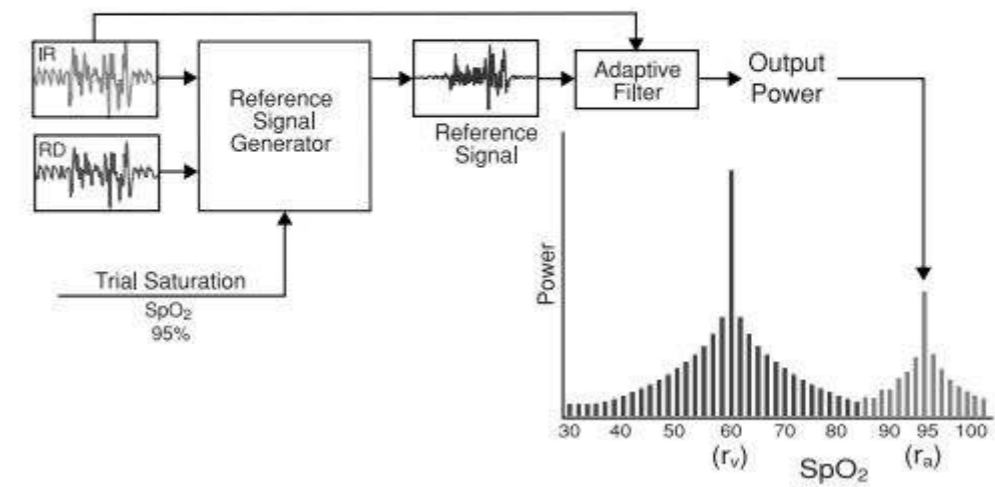 IR
RD
Reference
Signal
Generator
Reference
Signal
Adaptive
Filter
Output
Power
Trial Saturation
SpO₂
95%
Power
30 40 50 60 70 80 90 95 100
(rᵥ) (rₐ)
SpO₂